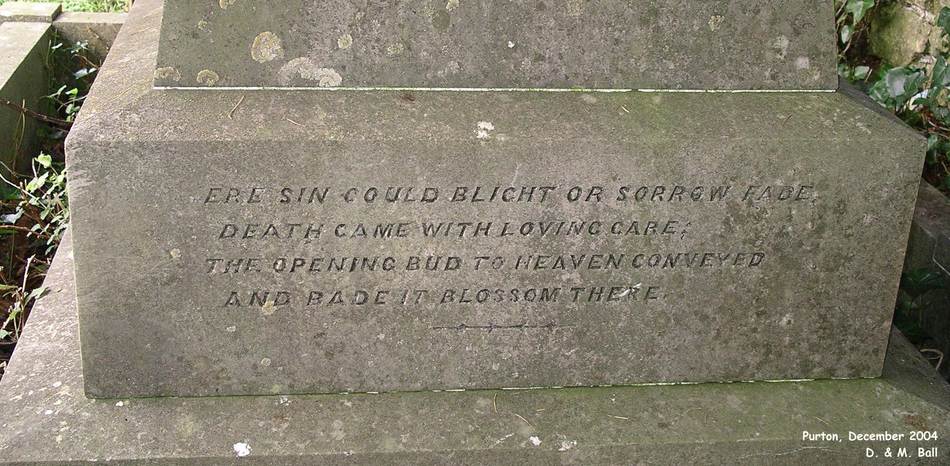 ERE SIN COULD BLIGHT OR SORROW FADE,
DEATH CAME WITH LOVING CARE;
THE OPENING BUD TO HEAVEN CONVEYED
AND BADE IT BLOSSOM THERE.
Purton, December 2004
D. & M. Ball